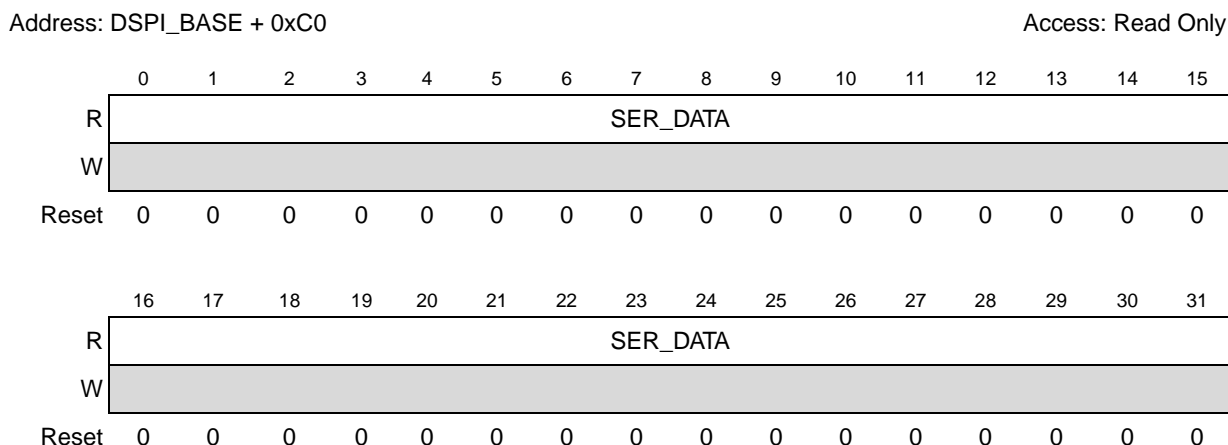 Address: DSPI_BASE + 0xC0 Access: Read Only
0 1 2 3 4 5 6 7 8 9 10 11 12 13 14 15
R SER_DATA
W
Reset 0 0 0 0 0 0 0 0 0 0 0 0 0 0 0 0
16 17 18 19 20 21 22 23 24 25 26 27 28 29 30 31
R SER_DATA
W
Reset 0 0 0 0 0 0 0 0 0 0 0 0 0 0 0 0